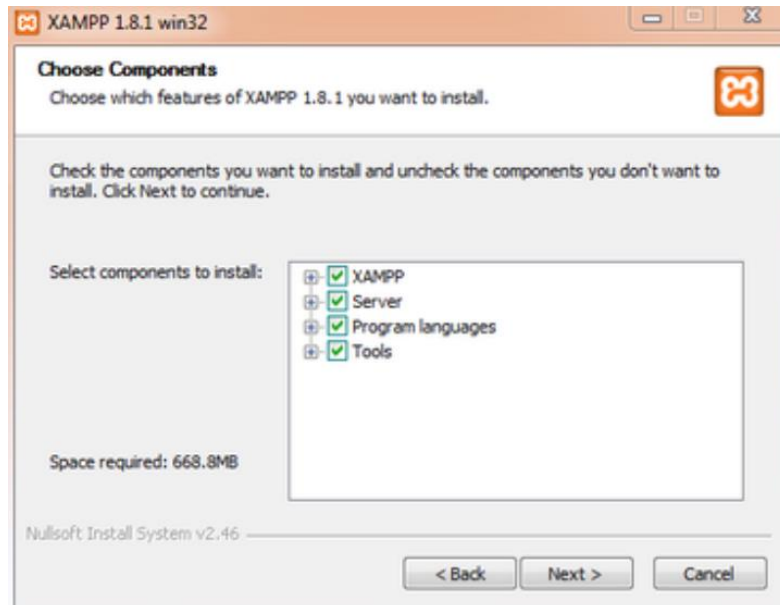 XAMPP 1.8.1 win32
Choose Components
Choose which features of XAMPP 1.8.1 you want to install.
Check the components you want to install and uncheck the components you don't want to
install. Click Next to continue.
Select components to install:
XAMPP
Server
Program languages
Tools
Space required: 668.8MB
Nullsoft Install System v2.46
< Back
Next >
Cancel